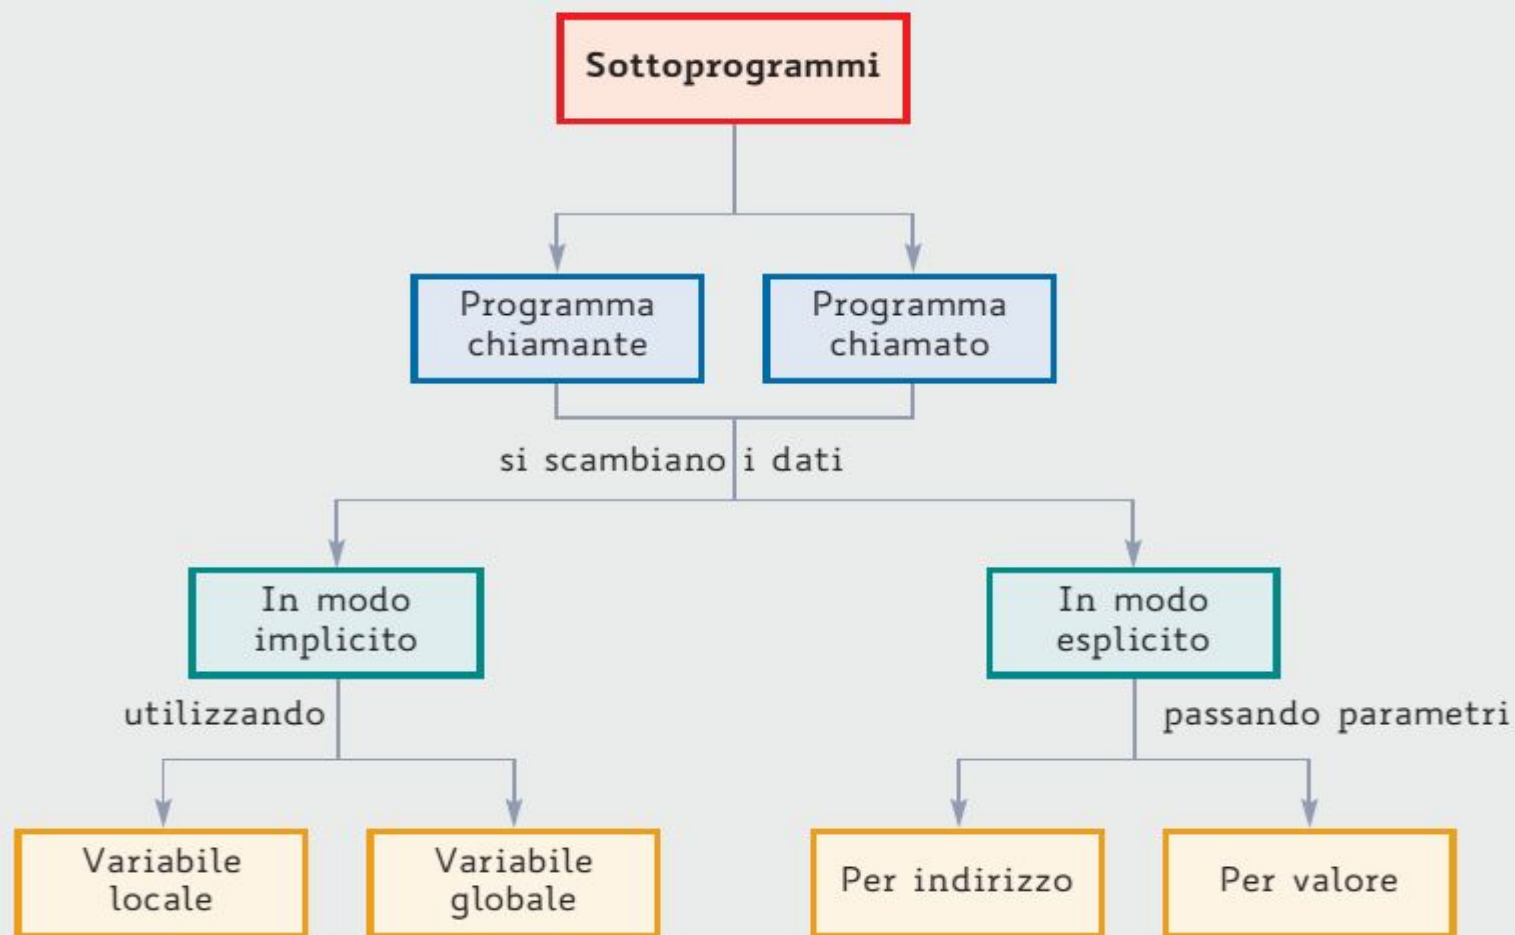 Sottoprogrammi
Programma
chiamante
Programma
chiamato
si scambiano i dati
In modo
implicito
In modo
esplicito
utilizzando
passando parametri
Variabile
locale
Variabile
globale
Per indirizzo
Per valore